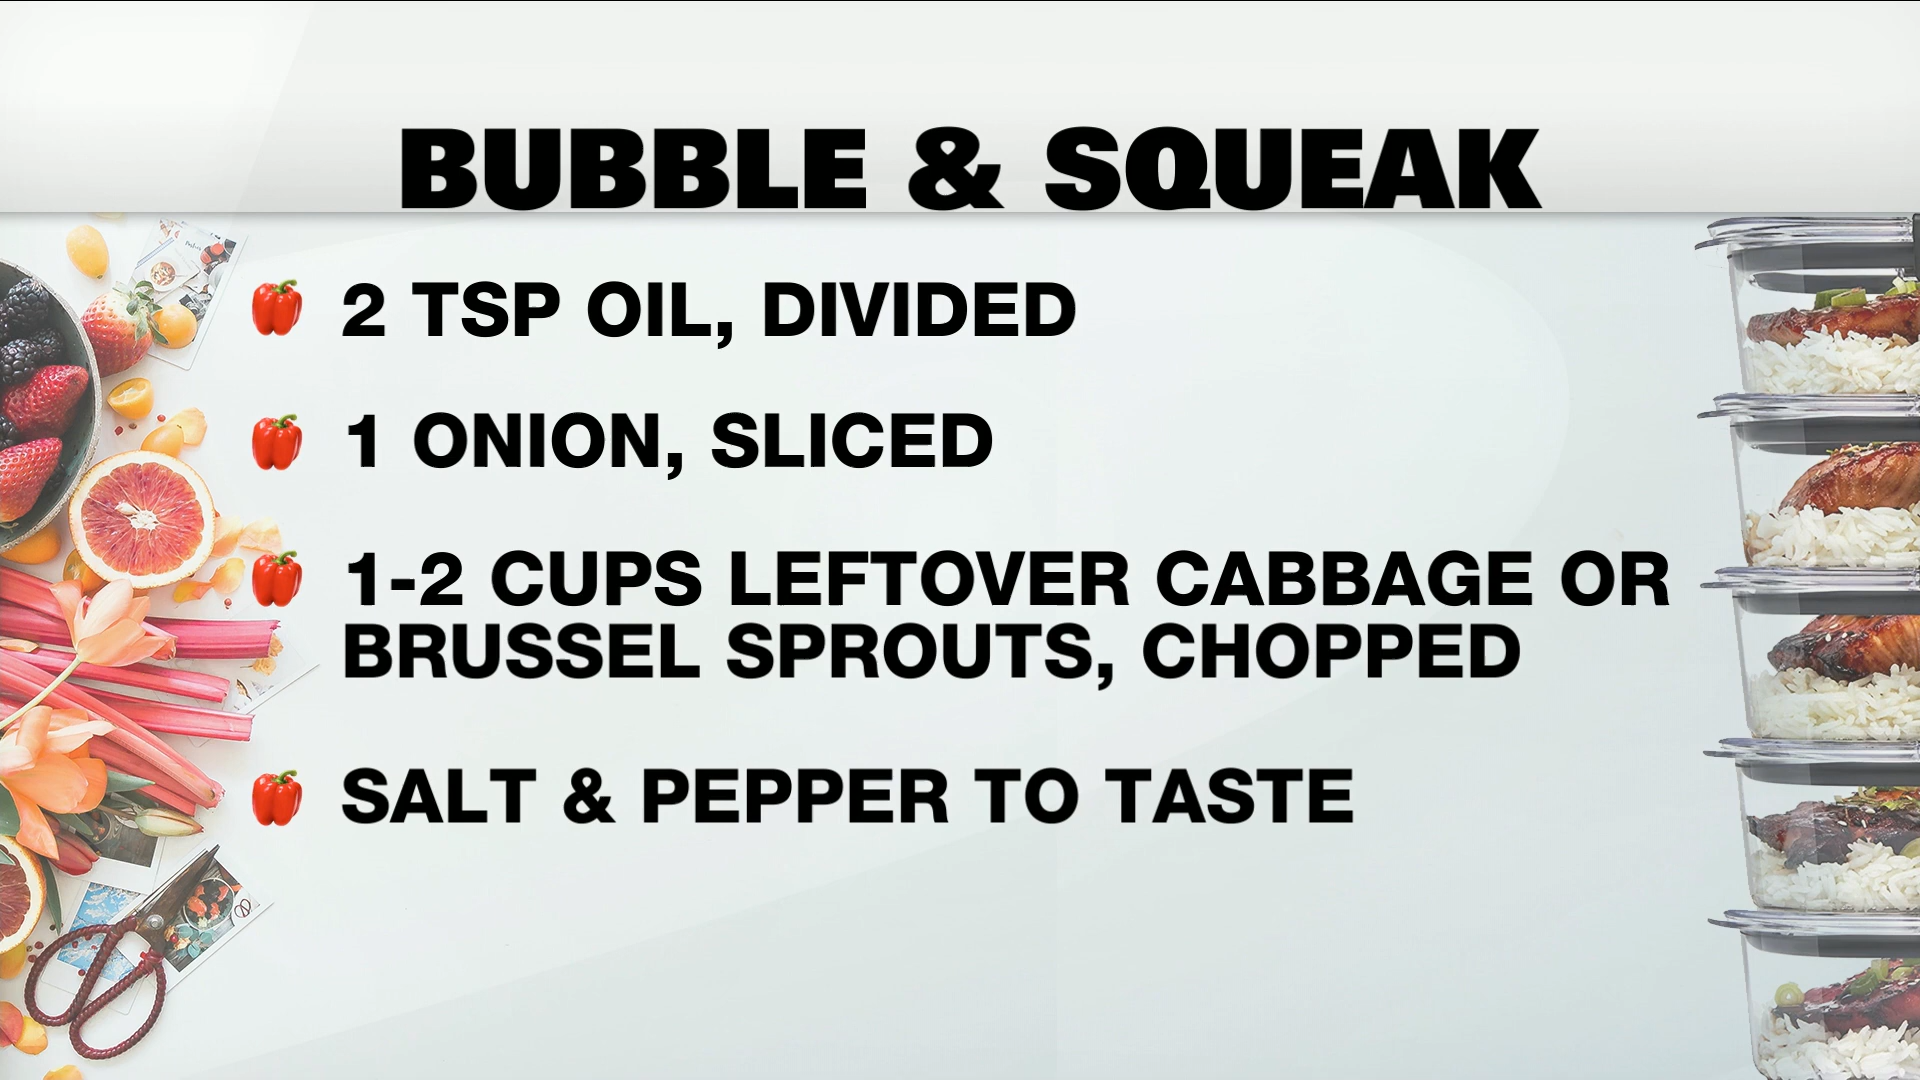 BUBBLE & SQUEAK
2 TSP OIL, DIVIDED
1 ONION, SLICED
1-2 CUPS LEFTOVER CABBAGE OR
BRUSSEL SPROUTS, CHOPPED
SALT & PEPPER TO TASTE